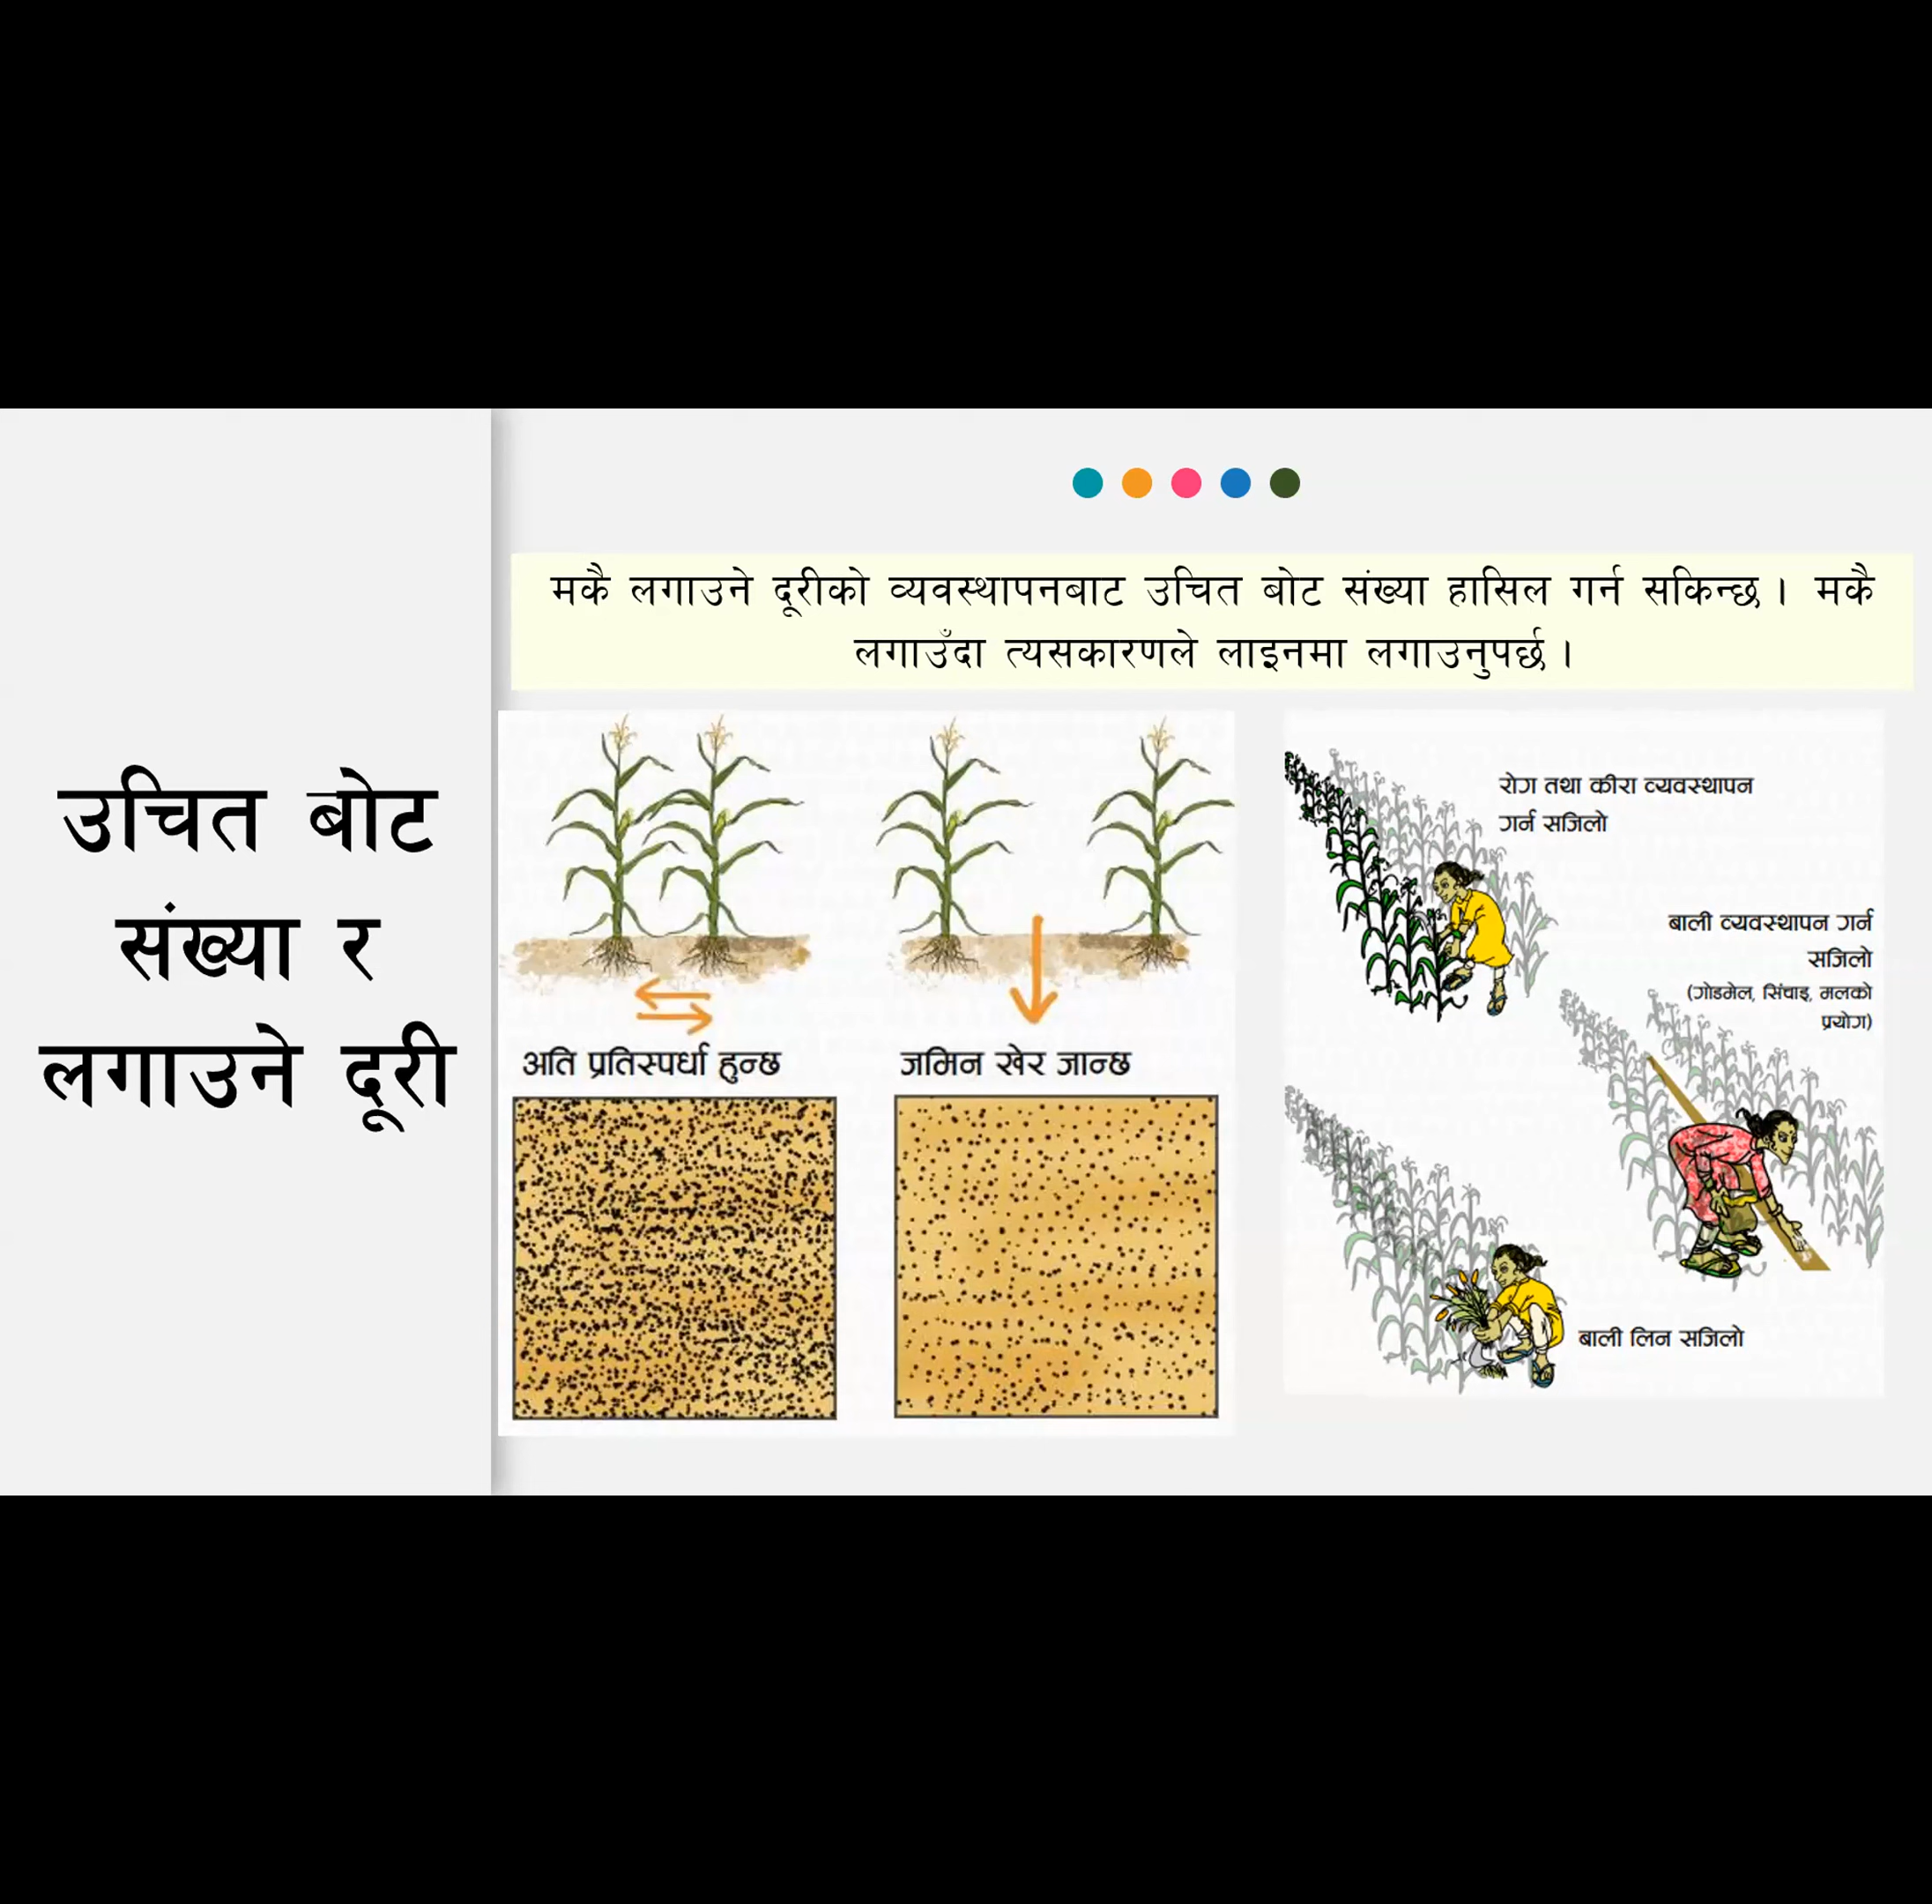 उचित बोट
संख्या र
लगाउने दूरी
मकै लगाउने दूरीको व्यवस्थापनबाट उचित बोट संख्या हासिल गर्न सकिन्छ। मकै
लगाउँदा त्यसकारणले लाइनमा लगाउनुपर्छ।
अति प्रतिस्पर्धा हुन्छ
जमिन खेर जान्छ
रोग तथा कीरा व्यवस्थापन
गर्न सजिलो
बाली व्यवस्थापन गर्न
सजिलो
(गोडमेल, सिंचाइ, मलको
प्रयोग)
बाली लिन सजिलो